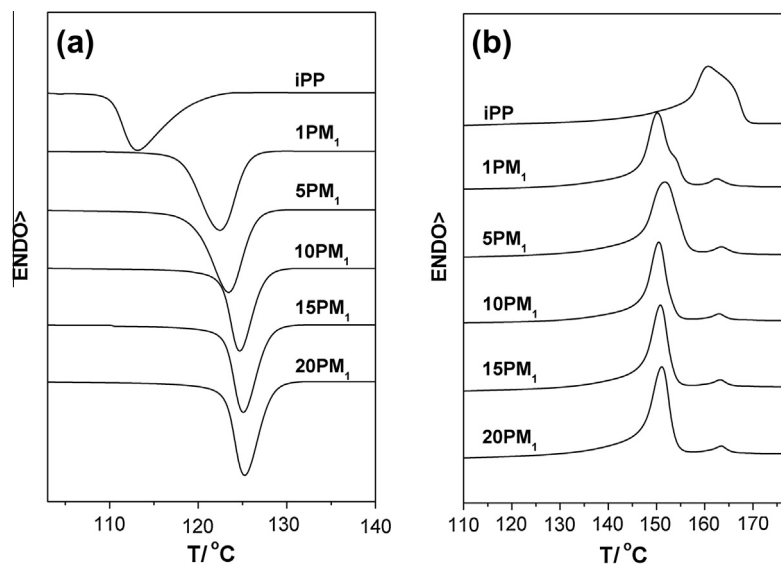 (a)
iPP
1PM₁
5PM₁
10PM₁
15PM₁
20PM₁
ENDO>
110 120 130 140
T/ °C
(b)
iPP
1PM₁
5PM₁
10PM₁
15PM₁
20PM₁
ENDO>
110 120 130 140 150 160 170
T/ °C